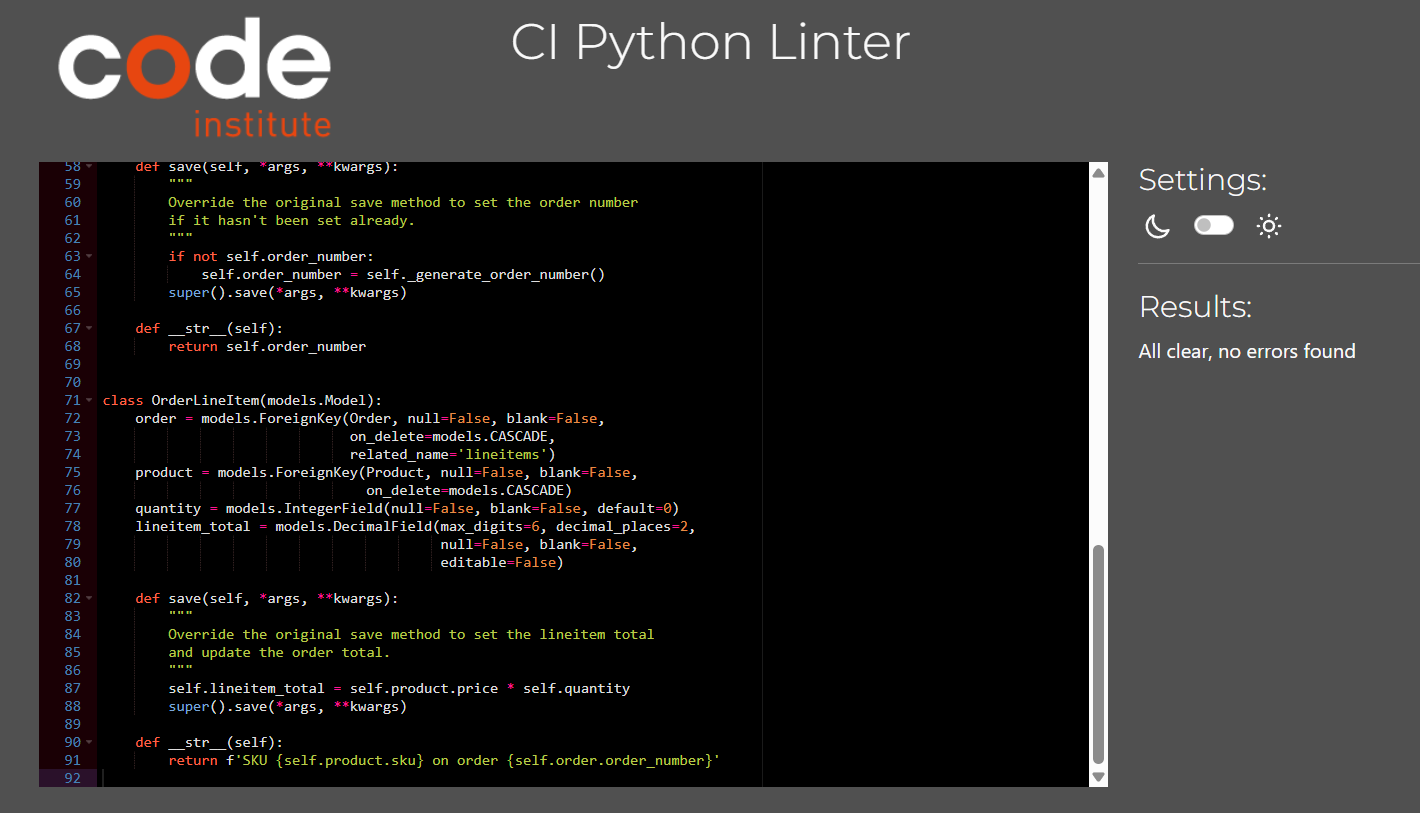 code
institute
CI Python Linter
58 def save(self, *args, **kwargs):
59 """
60 Override the original save method to set the order number
61 if it hasn't been set already.
62 """
63 if not self.order_number:
64 self.order_number = self._generate_order_number()
65 super().save(*args, **kwargs)
66
67 def __str__(self):
68 return self.order_number
69
70
71 class OrderLineItem(models.Model):
72 order = models.ForeignKey(Order, null=False, blank=False,
73 on_delete=models.CASCADE,
74 related_name='lineitems')
75 product = models.ForeignKey(Product, null=False, blank=False,
76 on_delete=models.CASCADE)
77 quantity = models.IntegerField(null=False, blank=False, default=0)
78 lineitem_total = models.DecimalField(max_digits=6, decimal_places=2,
79 null=False, blank=False,
80 editable=False)
81
82 def save(self, *args, **kwargs):
83 """
84 Override the original save method to set the lineitem total
85 and update the order total.
86 """
87 self.lineitem_total = self.product.price * self.quantity
88 super().save(*args, **kwargs)
89
90 def __str__(self):
91 return f'SKU {self.product.sku} on order {self.order.order_number}'
92
Settings:
Results:
All clear, no errors found